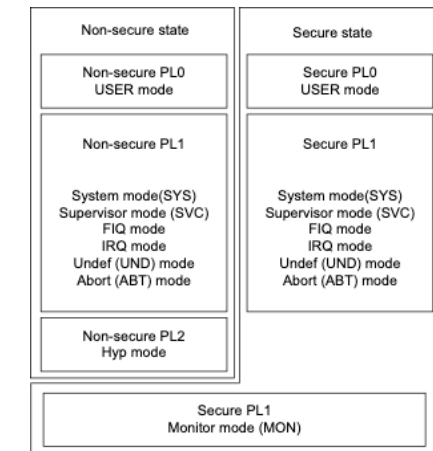 Non-secure state
Non-secure PL0
USER mode
Non-secure PL1
System mode(SYS)
Supervisor mode (SVC)
FIQ mode
IRQ mode
Undef (UND) mode
Abort (ABT) mode
Non-secure PL2
Hyp mode
Secure state
Secure PL0
USER mode
Secure PL1
System mode(SYS)
Supervisor mode (SVC)
FIQ mode
IRQ mode
Undef (UND) mode
Abort (ABT) mode
Secure PL1
Monitor mode (MON)